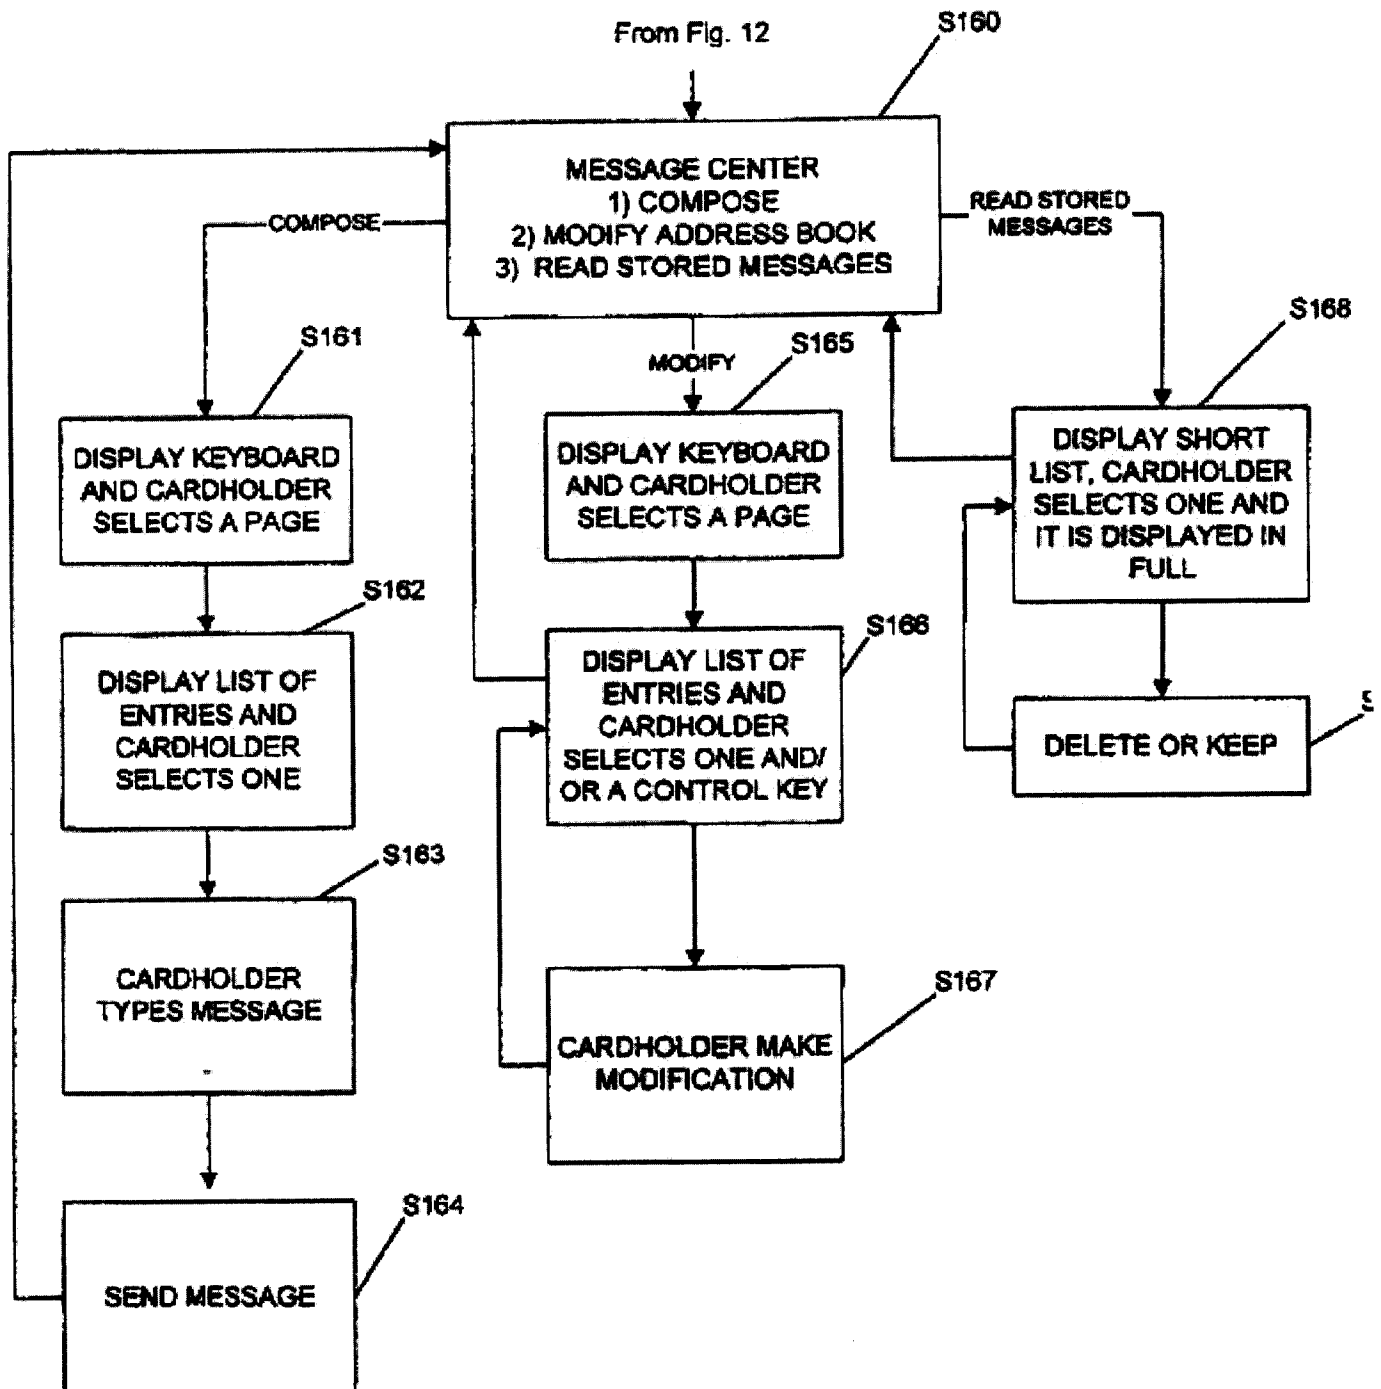 From Fig. 12
S160
MESSAGE CENTER
1) COMPOSE
2) MODIFY ADDRESS BOOK
3) READ STORED MESSAGES
COMPOSE
READ STORED
MESSAGES
MODIFY
S161
DISPLAY KEYBOARD
AND CARDHOLDER
SELECTS A PAGE
S162
DISPLAY LIST OF
ENTRIES AND
CARDHOLDER
SELECTS ONE
S163
CARDHOLDER
TYPES MESSAGE
S164
SEND MESSAGE
S165
DISPLAY KEYBOARD
AND CARDHOLDER
SELECTS A PAGE
S166
DISPLAY LIST OF
ENTRIES AND
CARDHOLDER
SELECTS ONE AND/
OR A CONTROL KEY
S167
CARDHOLDER MAKE
MODIFICATION
S168
DISPLAY SHORT
LIST, CARDHOLDER
SELECTS ONE AND
IT IS DISPLAYED IN
FULL
DELETE OR KEEP